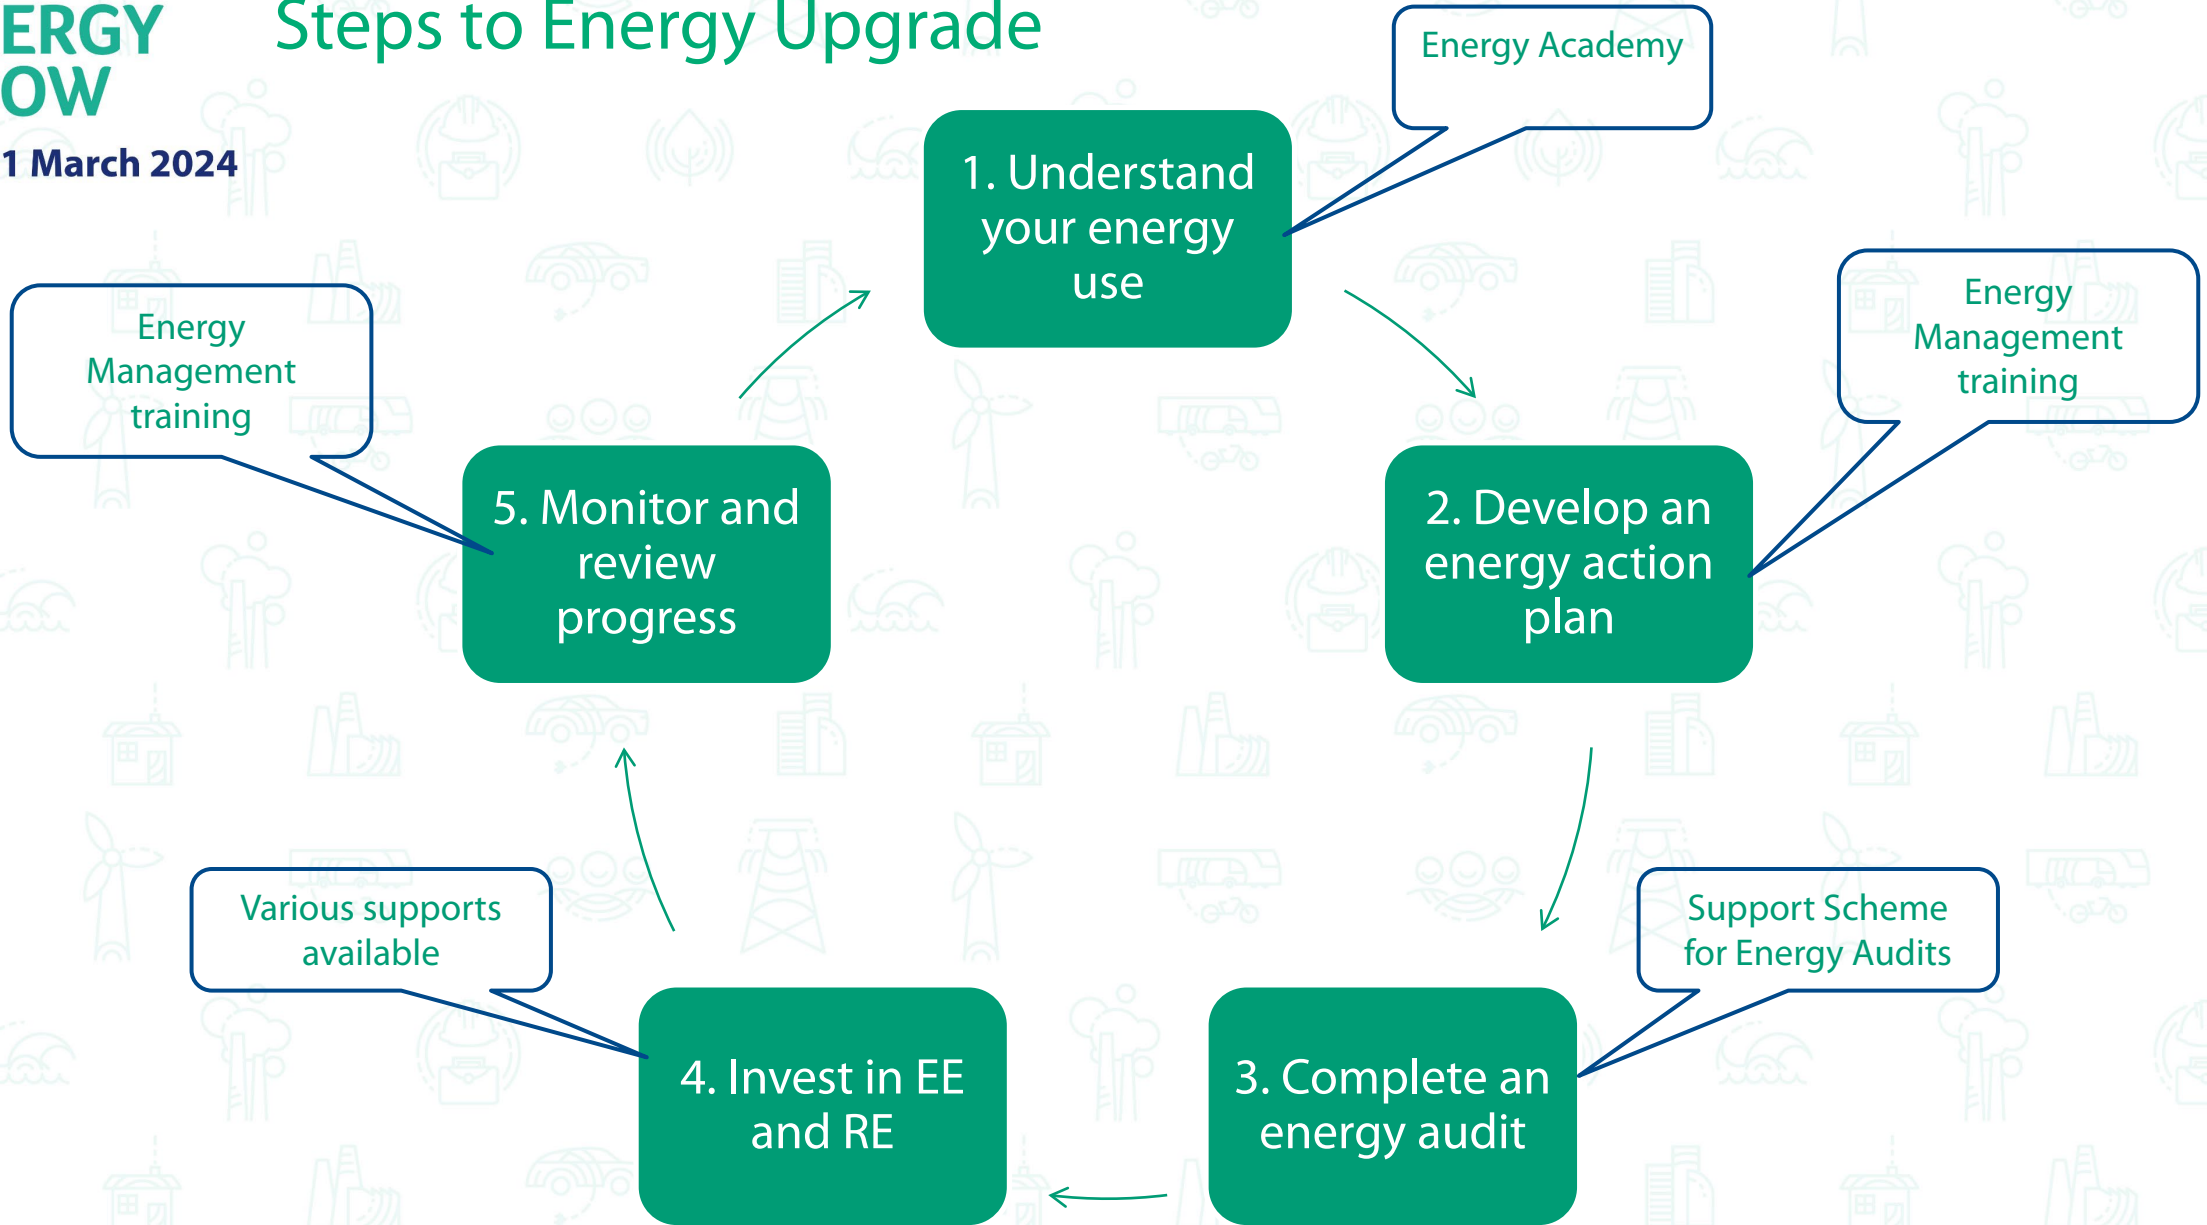 ERGY
OW
1 March 2024
Steps to Energy Upgrade
Energy Academy
1. Understand
your energy
use
Energy
Management
training
2. Develop an
energy action
plan
Support Scheme
for Energy Audits
3. Complete an
energy audit
Various supports
available
4. Invest in EE
and RE
Energy
Management
training
5. Monitor and
review
progress